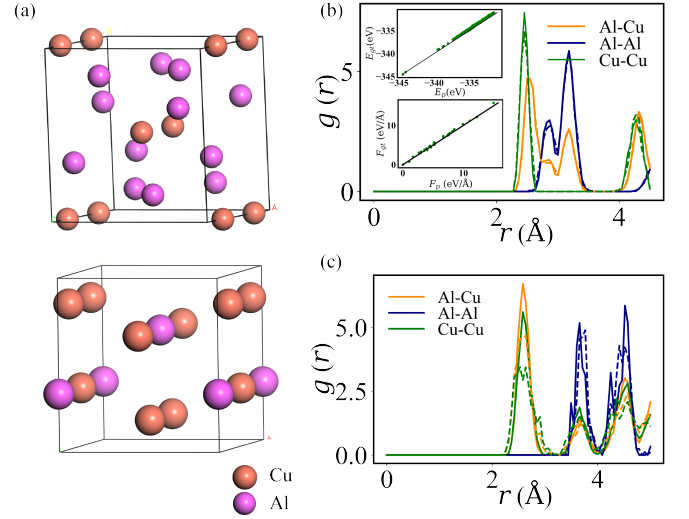 (a)
A
A
Cu
Al
(b)
g (r)
5
0
0
2
4
r (Å)
Al-Cu
Al-Al
Cu-Cu
E_gt (eV)
−335
−340
−345
−345
−340
−335
E_p(eV)
F_gt (eV/Å)
10
0
0
10
F_p (eV/Å)
(c)
g (r)
5.0
2.5
0.0
0
2
4
r (Å)
Al-Cu
Al-Al
Cu-Cu